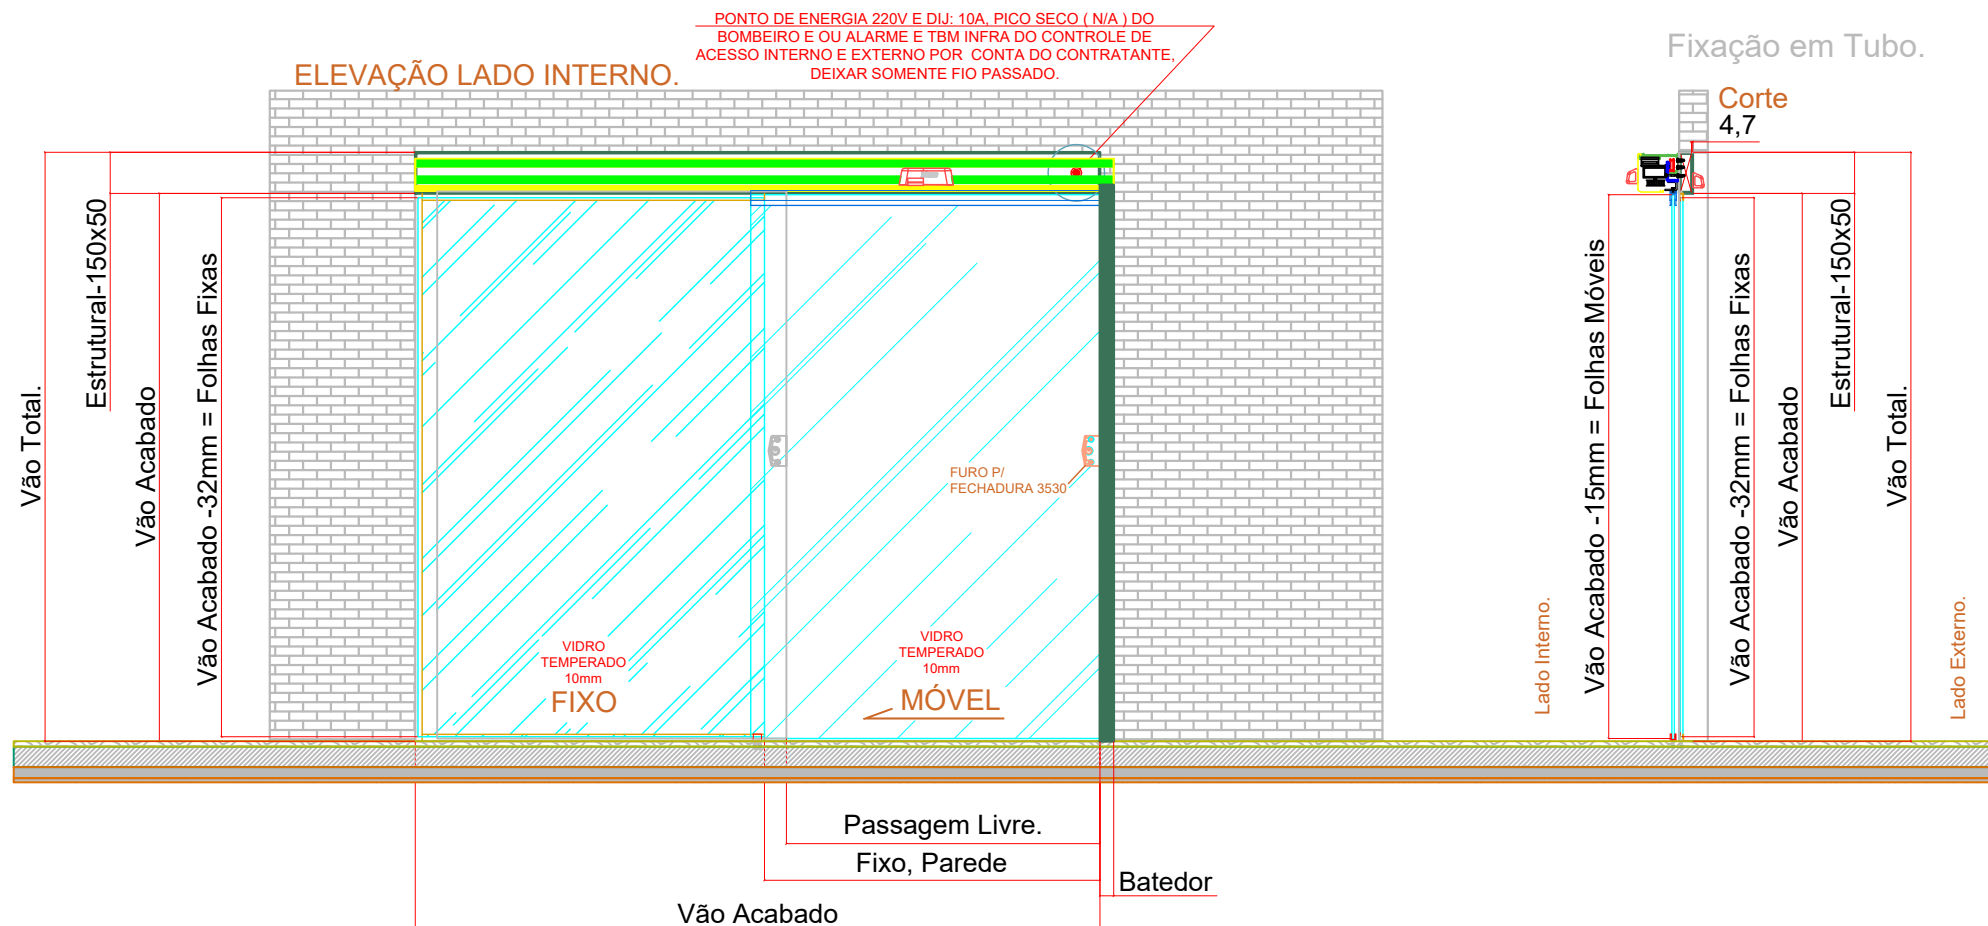 PONTO DE ENERGIA 220V E DIJ: 10A, PICO SECO ( N/A ) DO
BOMBEIRO E OU ALARME E TBM INFRA DO CONTROLE DE
ACESSO INTERNO E EXTERNO POR CONTA DO CONTRATANTE,
DEIXAR SOMENTE FIO PASSADO.
ELEVAÇÃO LADO INTERNO.
Fixação em Tubo.
Corte
4,7
Vão Total.
Estrutural-150x50
Vão Acabado
Vão Acabado -32mm = Folhas Fixas
FURO P/
FECHADURA 3530
VIDRO
TEMPERADO
10mm
FIXO
VIDRO
TEMPERADO
10mm
MÓVEL
Lado Interno.
Vão Acabado -15mm = Folhas Móveis
Vão Acabado -32mm = Folhas Fixas
Vão Acabado
Estrutural-150x50
Vão Total.
Lado Externo.
Passagem Livre.
Fixo, Parede
Batedor
Vão Acabado